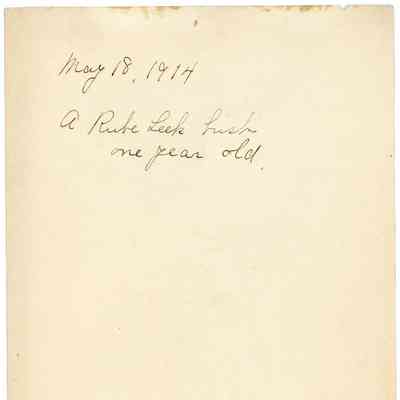 May 18, 1914
A Rube Leek bush
one year old.